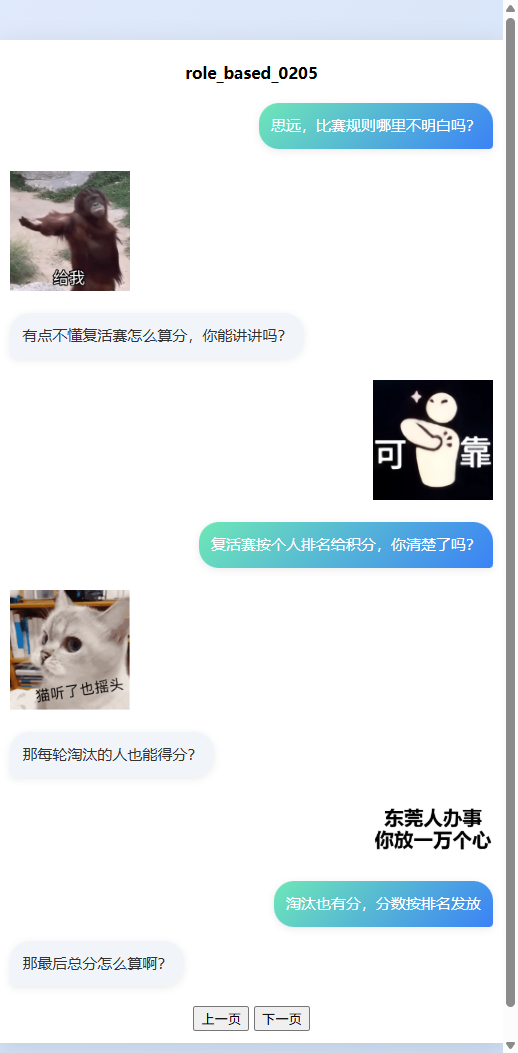 role_based_0205
思远，比赛规则哪里不明白吗？
给我
有点不懂复活赛怎么算分，你能讲讲吗？
可靠
复活赛按个人排名给积分，你清楚了吗？
猫听了也摇头
那每轮淘汰的人也能得分？
东莞人办事
你放一万个心
淘汰也有分，分数按排名发放
那最后总分怎么算啊？
上一页 下一页